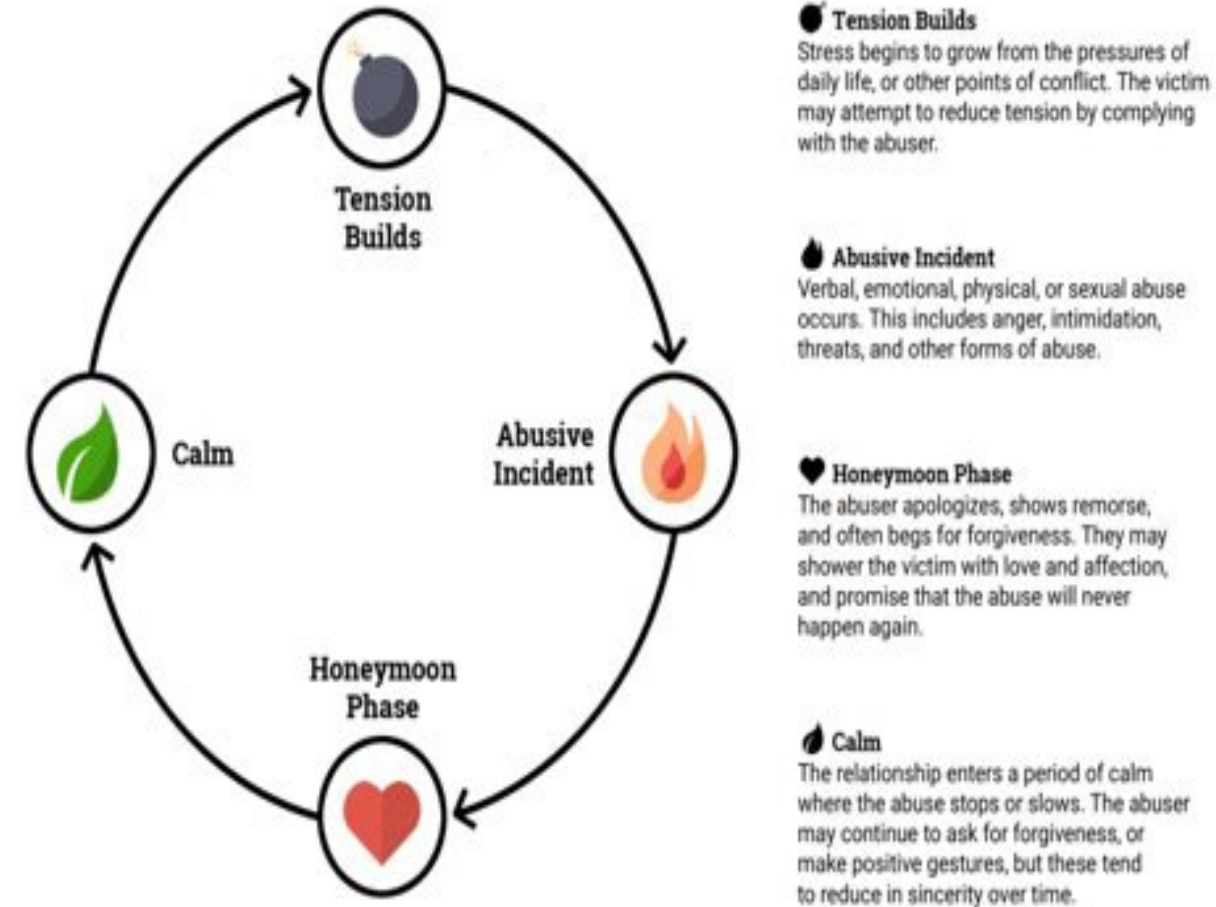 Tension
Builds
Abusive
Incident
Honeymoon
Phase
Calm
Tension Builds
Stress begins to grow from the pressures of
daily life, or other points of conflict. The victim
may attempt to reduce tension by complying
with the abuser.
Abusive Incident
Verbal, emotional, physical, or sexual abuse
occurs. This includes anger, intimidation,
threats, and other forms of abuse.
Honeymoon Phase
The abuser apologizes, shows remorse,
and often begs for forgiveness. They may
shower the victim with love and affection,
and promise that the abuse will never
happen again.
Calm
The relationship enters a period of calm
where the abuse stops or slows. The abuser
may continue to ask for forgiveness, or
make positive gestures, but these tend
to reduce in sincerity over time.